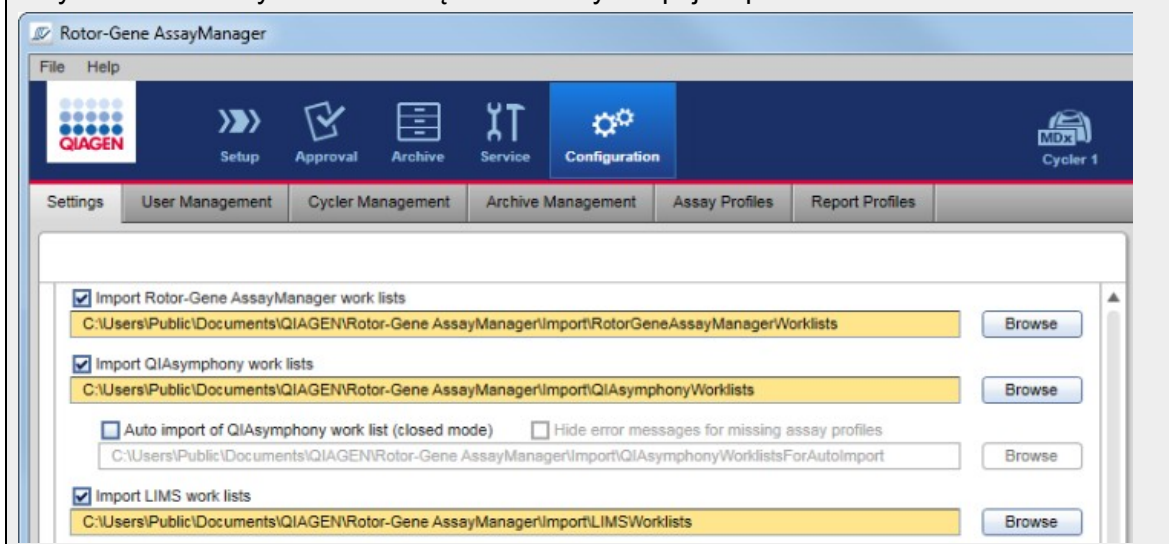 Rotor-Gene AssayManager
File Help
QIAGEN
Setup Approval Archive Service Configuration
MDx
Cycler 1
Settings User Management Cycler Management Archive Management Assay Profiles Report Profiles
Import Rotor-Gene AssayManager work lists
C:\Users\Public\Documents\QIAGEN\Rotor-Gene AssayManager\Import\RotorGeneAssayManagerWorklists Browse
Import QIAsymphony work lists
C:\Users\Public\Documents\QIAGEN\Rotor-Gene AssayManager\Import\QIAsymphonyWorklists Browse
Auto import of QIAsymphony work list (closed mode) Hide error messages for missing assay profiles
C:\Users\Public\Documents\QIAGEN\Rotor-Gene AssayManager\Import\QIAsymphonyWorklistsForAutoImport Browse
Import LIMS work lists
C:\Users\Public\Documents\QIAGEN\Rotor-Gene AssayManager\Import\LIMSWorklists Browse